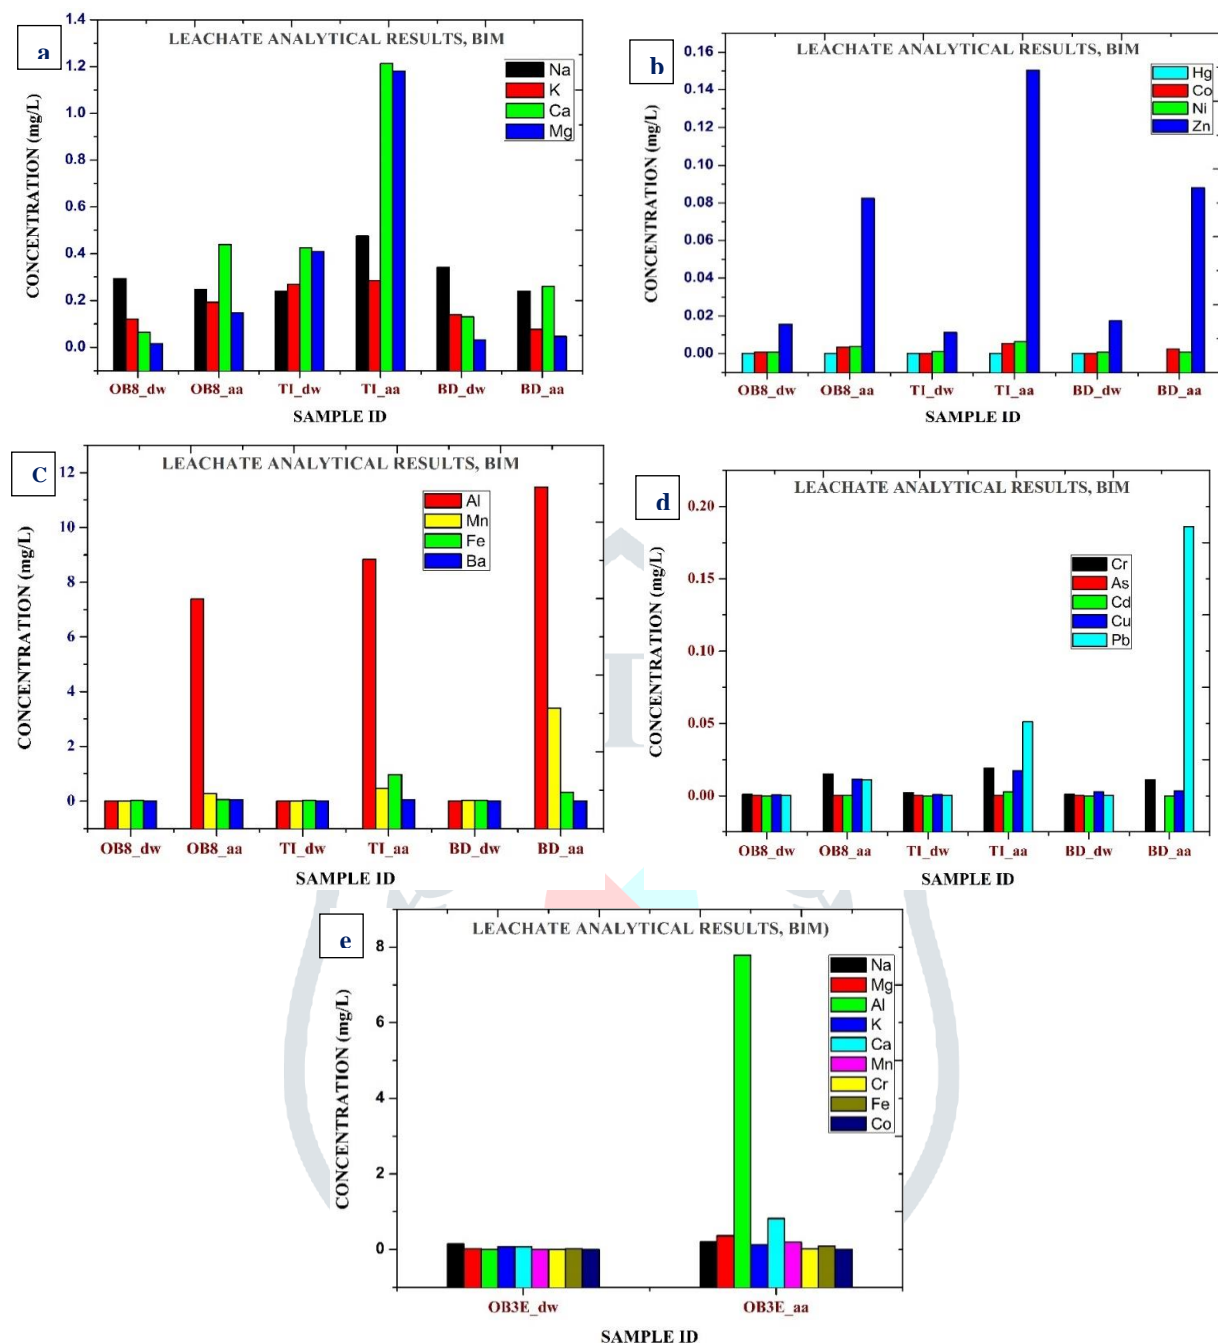 a
LEACHATE ANALYTICAL RESULTS, BIM
Na
K
Ca
Mg
1.4
1.2
1.0
0.8
0.6
0.4
0.2
0.0
CONCENTRATION (mg/L)
OB8_dw OB8_aa TI_dw TI_aa BD_dw BD_aa
SAMPLE ID
b
LEACHATE ANALYTICAL RESULTS, BIM
Hg
Co
Ni
Zn
0.16
0.14
0.12
0.10
0.08
0.06
0.04
0.02
0.00
CONCENTRATION (mg/L)
OB8_dw OB8_aa TI_dw TI_aa BD_dw BD_aa
SAMPLE ID
C
LEACHATE ANALYTICAL RESULTS, BIM
Al
Mn
Fe
Ba
12
10
8
6
4
2
0
CONCENTRATION (mg/L)
OB8_dw OB8_aa TI_dw TI_aa BD_dw BD_aa
SAMPLE ID
d
LEACHATE ANALYTICAL RESULTS, BIM
Cr
As
Cd
Cu
Pb
0.20
0.15
0.10
0.05
0.00
CONCENTRATION (mg/L)
OB8_dw OB8_aa TI_dw TI_aa BD_dw BD_aa
SAMPLE ID
e
LEACHATE ANALYTICAL RESULTS, BIM)
Na
Mg
Al
K
Ca
Mn
Cr
Fe
Co
8
6
4
2
0
CONCENTRATION (mg/L)
OB3E_dw OB3E_aa
SAMPLE ID